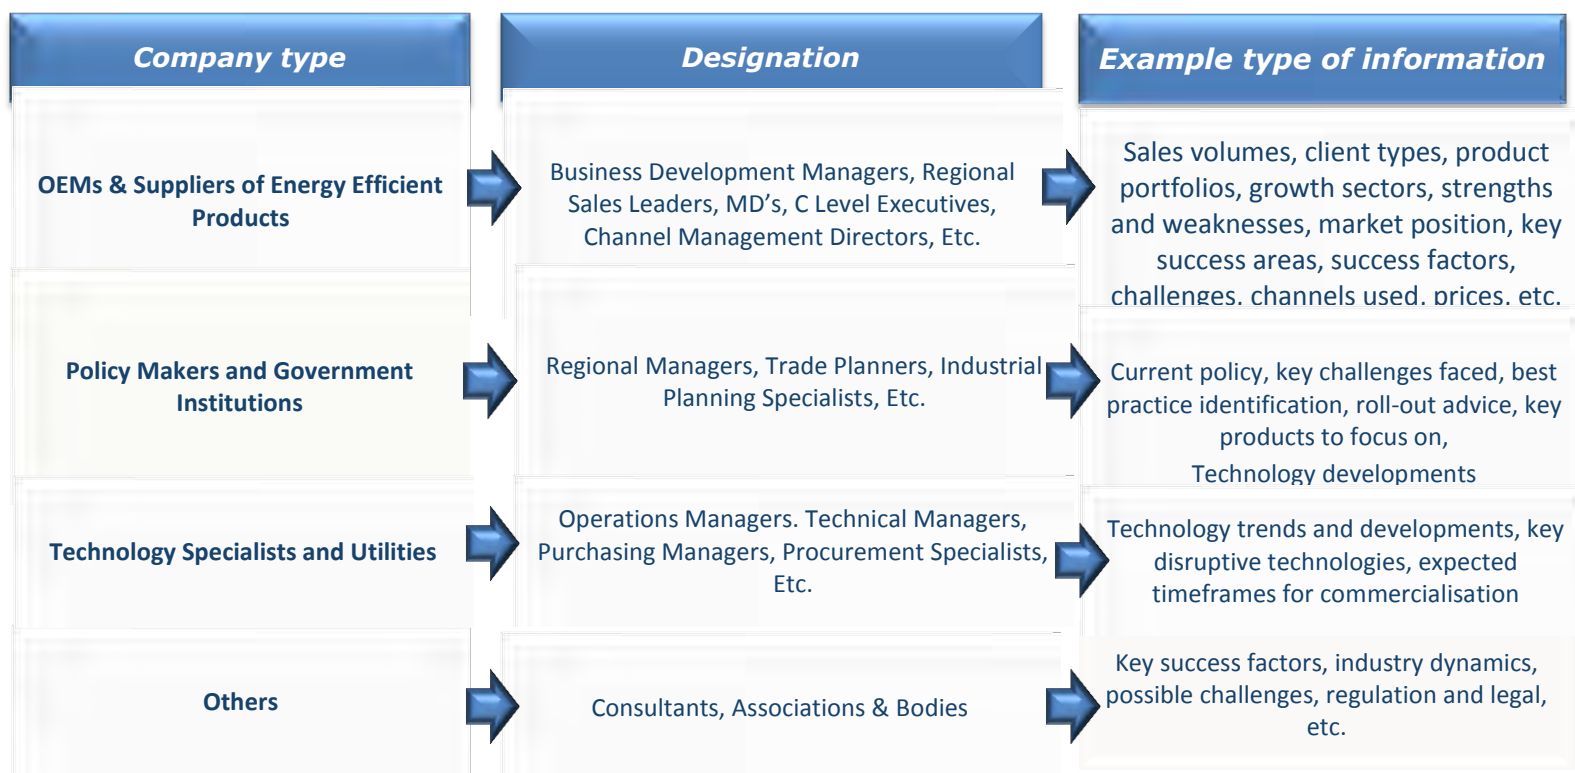 Company type
Designation
Example type of information
OEMs & Suppliers of Energy Efficient
Products
Business Development Managers, Regional
Sales Leaders, MD’s, C Level Executives,
Channel Management Directors, Etc.
Sales volumes, client types, product
portfolios, growth sectors, strengths
and weaknesses, market position, key
success areas, success factors,
challenges, channels used, prices, etc.
Policy Makers and Government
Institutions
Regional Managers, Trade Planners, Industrial
Planning Specialists, Etc.
Current policy, key challenges faced, best
practice identification, roll-out advice, key
products to focus on,
Technology developments
Technology Specialists and Utilities
Operations Managers. Technical Managers,
Purchasing Managers, Procurement Specialists,
Etc.
Technology trends and developments, key
disruptive technologies, expected
timeframes for commercialisation
Others
Consultants, Associations & Bodies
Key success factors, industry dynamics,
possible challenges, regulation and legal,
etc.